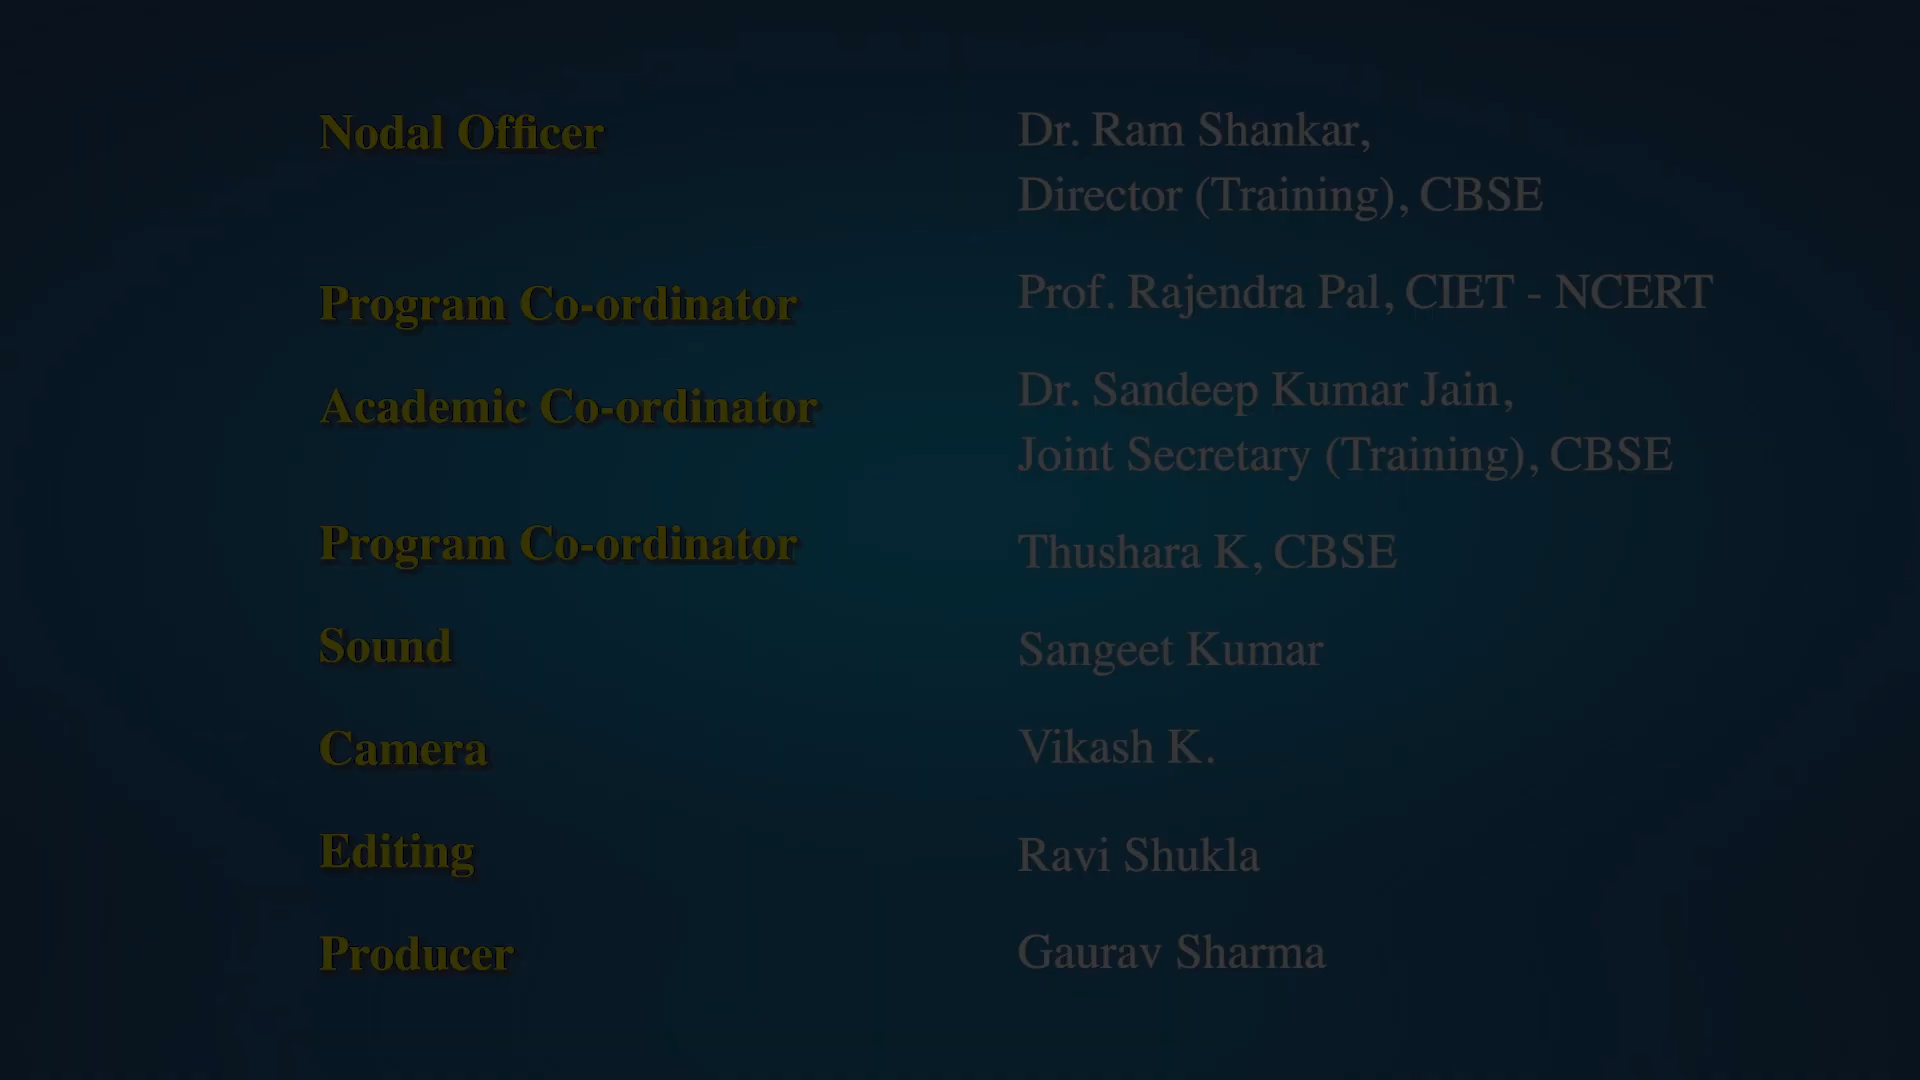 Nodal Officer
Dr. Ram Shankar,
Director (Training), CBSE
Program Co-ordinator
Prof. Rajendra Pal, CIET - NCERT
Academic Co-ordinator
Dr. Sandeep Kumar Jain,
Joint Secretary (Training), CBSE
Program Co-ordinator
Thushara K, CBSE
Sound
Sangeet Kumar
Camera
Vikash K.
Editing
Ravi Shukla
Producer
Gaurav Sharma